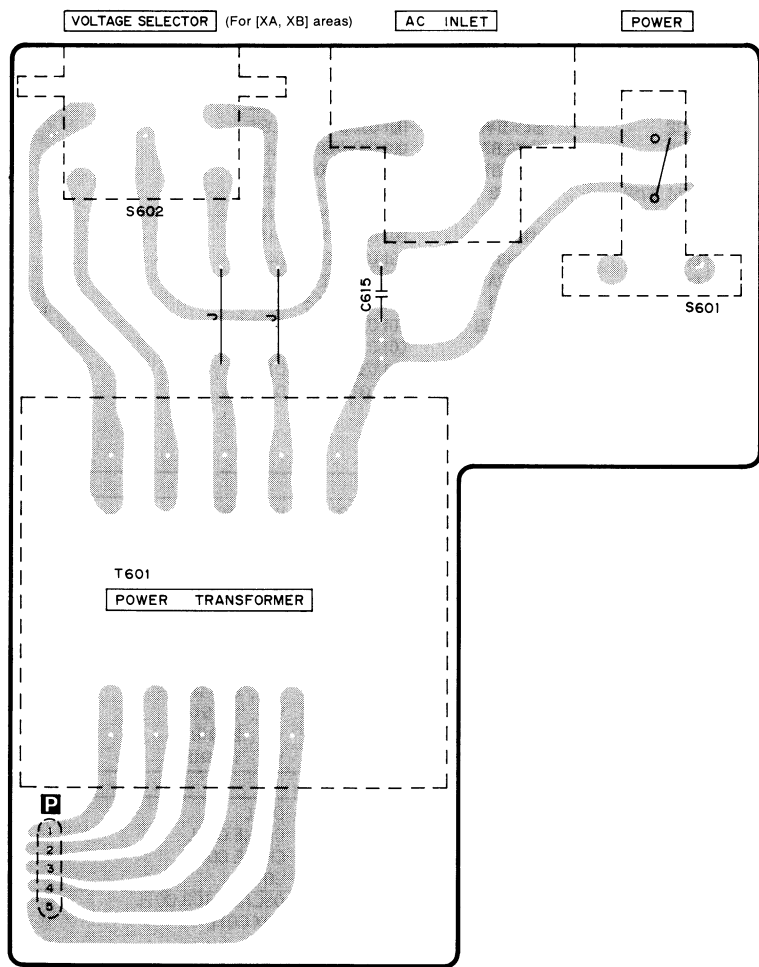 VOLTAGE SELECTOR (For [XA, XB] areas) AC INLET POWER
S602
C615
S601
J J
T601
POWER TRANSFORMER
P
1
2
3
4
5